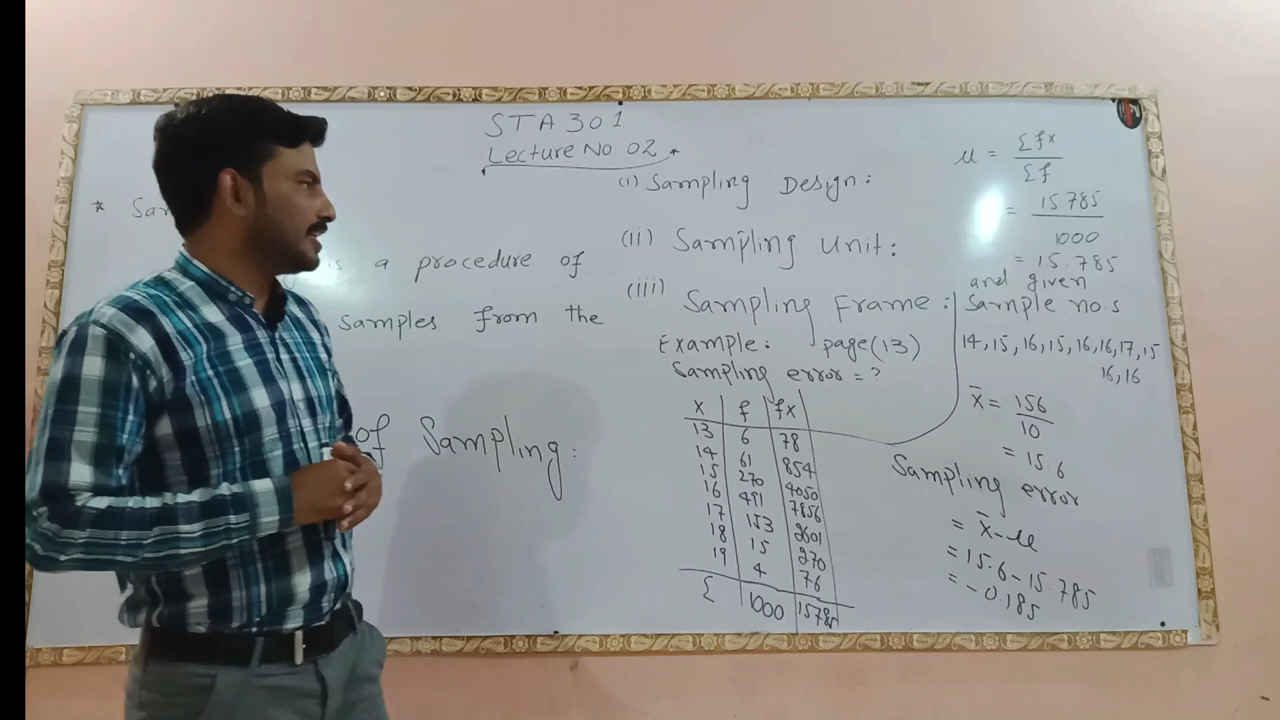 STA301
Lecture No 02
* Sa
is a procedure of
samples from the
of Sampling:
(i) Sampling Design:
(ii) Sampling Unit:
(iii) Sampling Frame:
Example: page(13)
Sampling error = ?
x f fx
13 6 78
14 61 854
15 270 4050
16 491 7856
17 153 2601
18 15 270
19 4 76
Σ 1000 15785
μ = Σfx
Σf
= 15785
1000
= 15.785
and given
Sample no.s
14,15,16,15,16,16,17,15
16,16
x̄ = 156
10
= 15.6
Sampling error
= x̄-μ
= 15.6-15.785
= -0.185